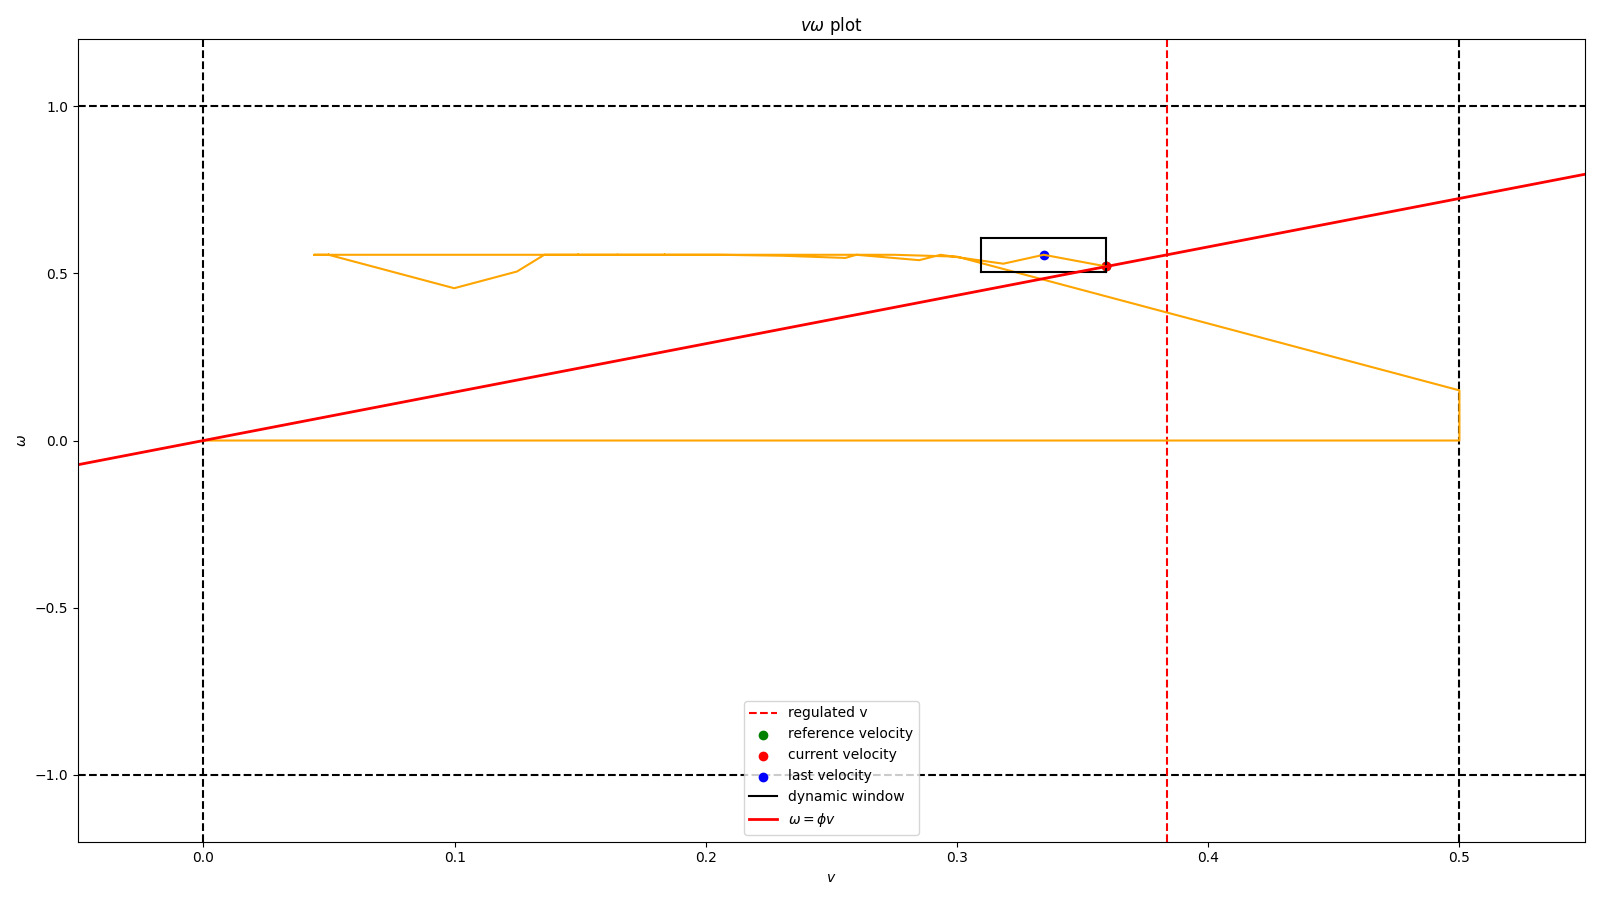 vω plot
1.0
0.5
0.0
−0.5
−1.0
ω
0.0
0.1
0.2
0.3
0.4
0.5
v
regulated v
reference velocity
current velocity
last velocity
dynamic window
ω = ϕv